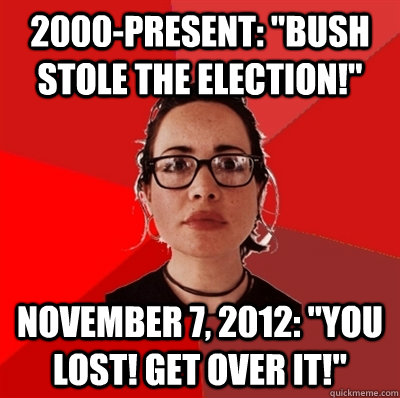 2000-PRESENT: "BUSH
STOLE THE ELECTION!"
NOVEMBER 7, 2012: "YOU
LOST! GET OVER IT!"
quickmeme.com